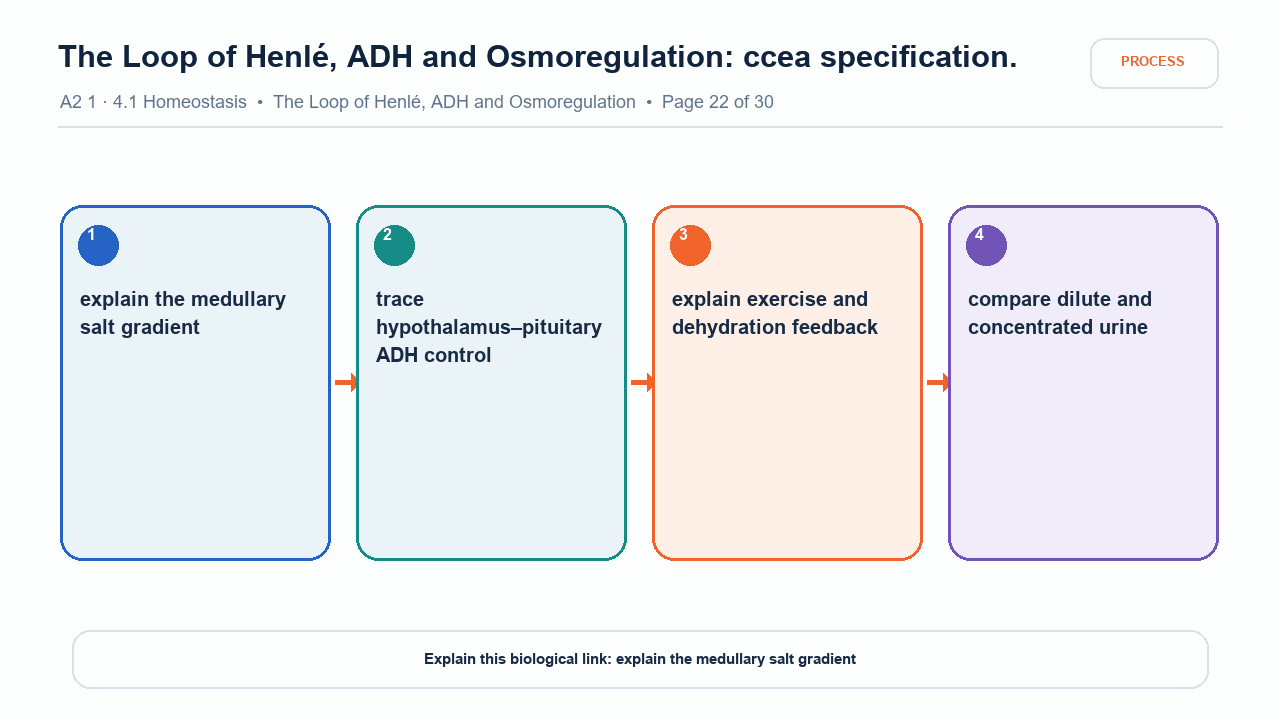 The Loop of Henlé, ADH and Osmoregulation: ccea specification.
PROCESS
A2 1 · 4.1 Homeostasis • The Loop of Henlé, ADH and Osmoregulation • Page 22 of 30
1
explain the medullary
salt gradient
2
trace
hypothalamus–pituitary
ADH control
3
explain exercise and
dehydration feedback
4
compare dilute and
concentrated urine
Explain this biological link: explain the medullary salt gradient